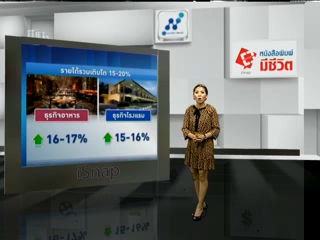 รายได้รวมเติบโต 15-20%
ธุรกิจอาหาร
ธุรกิจโรงแรม
16-17%
15-16%
iSnap
หนังสือพิมพ์
มีชีวิต